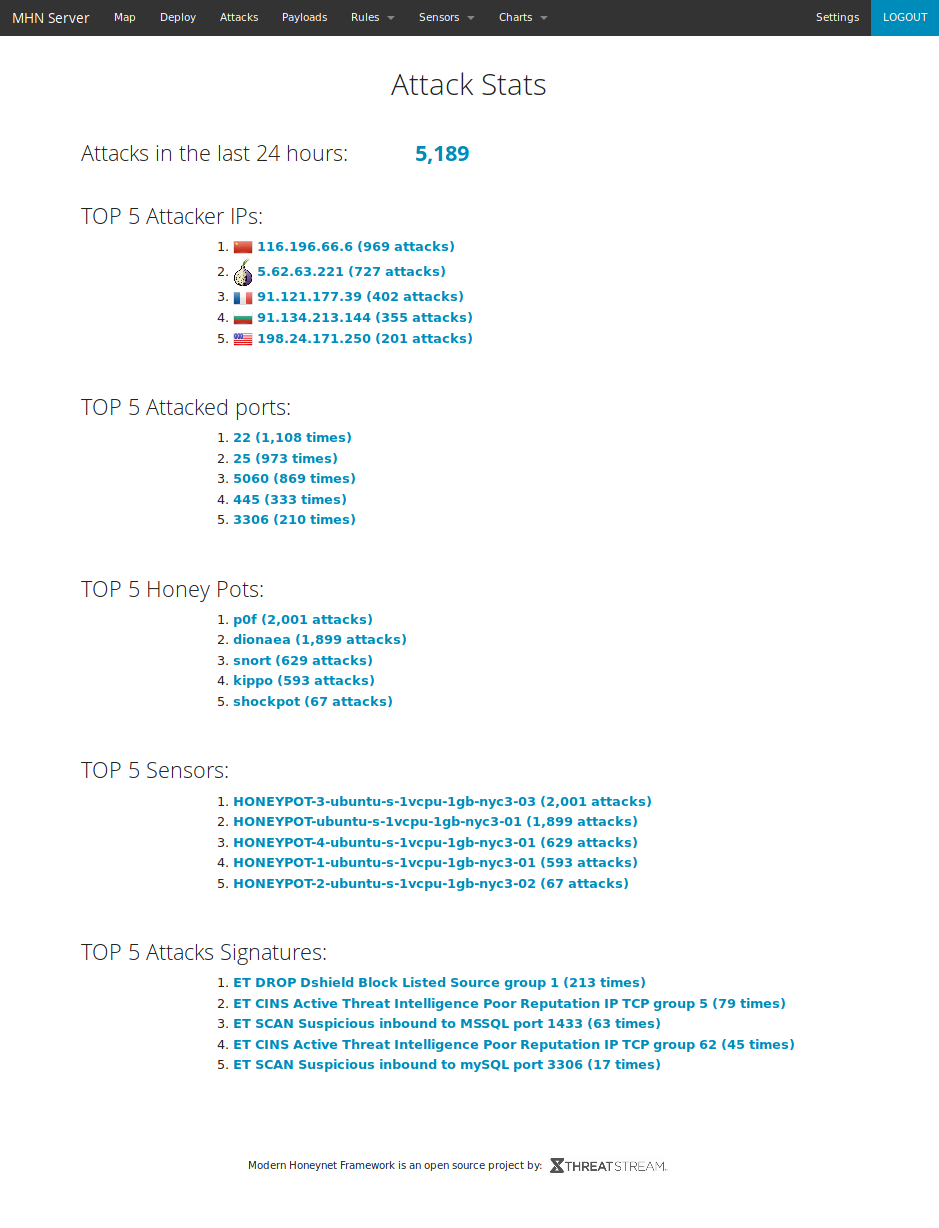 MHN Server Map Deploy Attacks Payloads Rules Sensors Charts Settings LOGOUT
Attack Stats
Attacks in the last 24 hours: 5,189
TOP 5 Attacker IPs:
1. 116.196.66.6 (969 attacks)
2. 5.62.63.221 (727 attacks)
3. 91.121.177.39 (402 attacks)
4. 91.134.213.144 (355 attacks)
5. 198.24.171.250 (201 attacks)
TOP 5 Attacked ports:
1. 22 (1,108 times)
2. 25 (973 times)
3. 5060 (869 times)
4. 445 (333 times)
5. 3306 (210 times)
TOP 5 Honey Pots:
1. p0f (2,001 attacks)
2. dionaea (1,899 attacks)
3. snort (629 attacks)
4. kippo (593 attacks)
5. shockpot (67 attacks)
TOP 5 Sensors:
1. HONEYPOT-3-ubuntu-s-1vcpu-1gb-nyc3-03 (2,001 attacks)
2. HONEYPOT-ubuntu-s-1vcpu-1gb-nyc3-01 (1,899 attacks)
3. HONEYPOT-4-ubuntu-s-1vcpu-1gb-nyc3-01 (629 attacks)
4. HONEYPOT-1-ubuntu-s-1vcpu-1gb-nyc3-01 (593 attacks)
5. HONEYPOT-2-ubuntu-s-1vcpu-1gb-nyc3-02 (67 attacks)
TOP 5 Attacks Signatures:
1. ET DROP Dshield Block Listed Source group 1 (213 times)
2. ET CINS Active Threat Intelligence Poor Reputation IP TCP group 5 (79 times)
3. ET SCAN Suspicious inbound to MSSQL port 1433 (63 times)
4. ET CINS Active Threat Intelligence Poor Reputation IP TCP group 62 (45 times)
5. ET SCAN Suspicious inbound to mySQL port 3306 (17 times)
Modern Honeynet Framework is an open source project by: THREATSTREAM